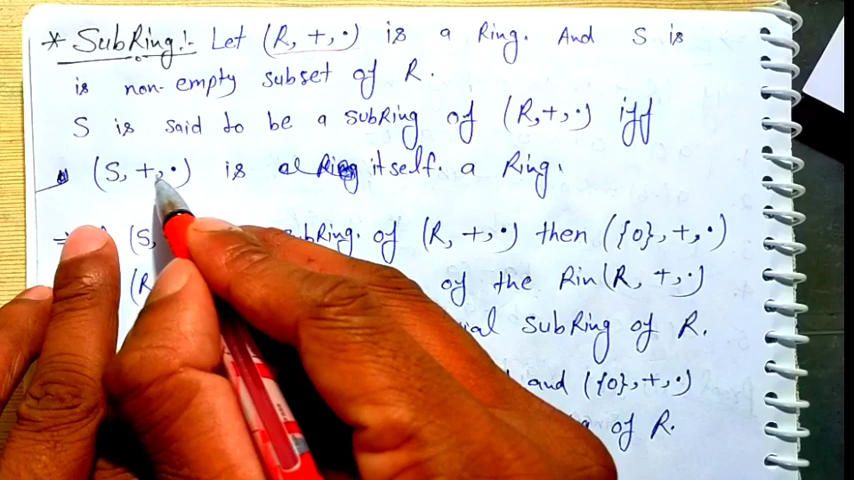 * SubRing:- Let (R, +, •) is a Ring. And S is
is non-empty subset of R.
S is said to be a subRing of (R,+,•) iff
(S, +, •) is itself a Ring.
(S, of (R, +, •) then ({0}, +, •)
(R of the Rin(R, +, •)
SubRing of R.
and ({0},+,•)
of R.